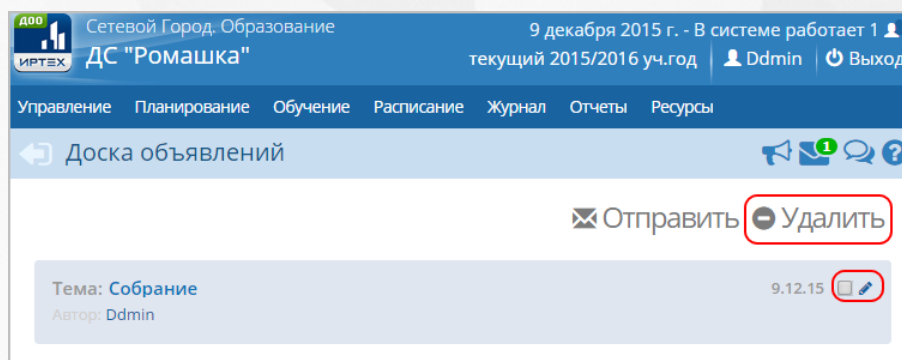 ДОО
ИРТЕХ
Сетевой Город. Образование
ДС "Ромашка"
9 декабря 2015 г. - В системе работает 1
текущий 2015/2016 уч.год Ddmin Выход
Управление Планирование Обучение Расписание Журнал Отчеты Ресурсы
Доска объявлений 1 ?
Отправить Удалить
Тема: Собрание 9.12.15
Автор: Ddmin